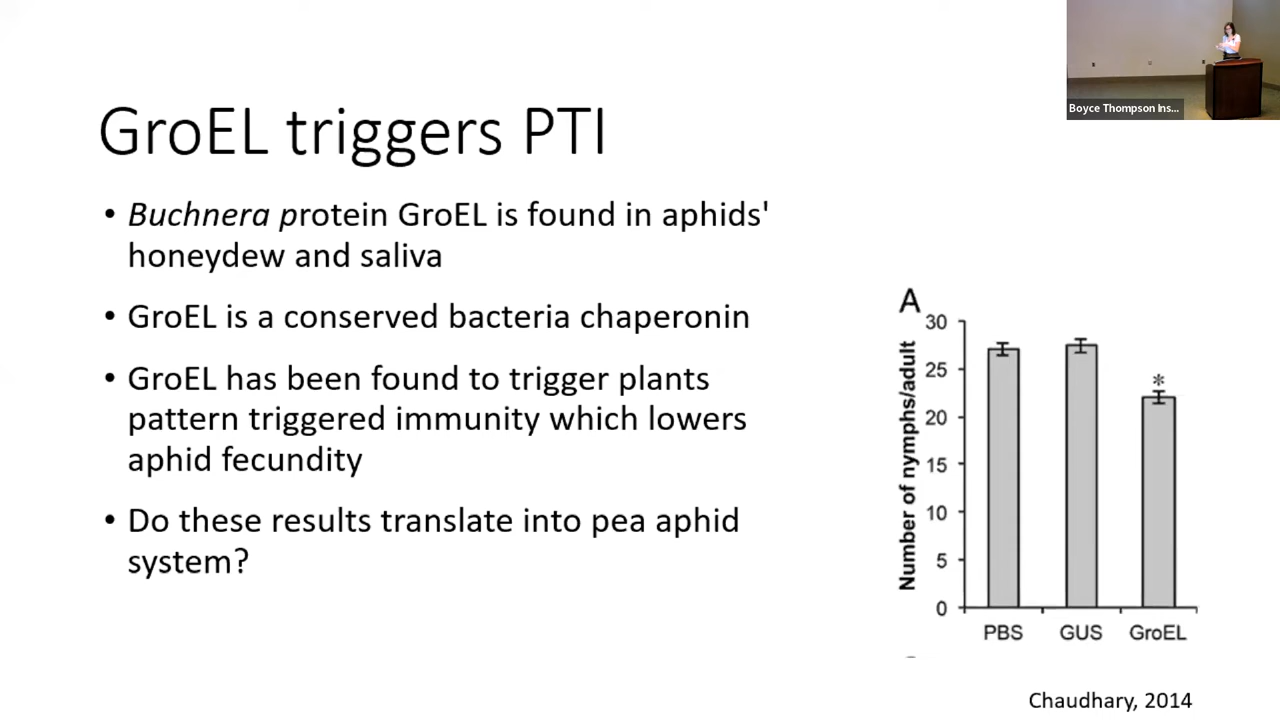 Boyce Thompson Ins...
GroEL triggers PTI
• Buchnera protein GroEL is found in aphids'
honeydew and saliva
• GroEL is a conserved bacteria chaperonin
• GroEL has been found to trigger plants
pattern triggered immunity which lowers
aphid fecundity
• Do these results translate into pea aphid
system?
A
Number of nymphs/adult
30
25
20
15
10
5
0
*
PBS GUS GroEL
Chaudhary, 2014